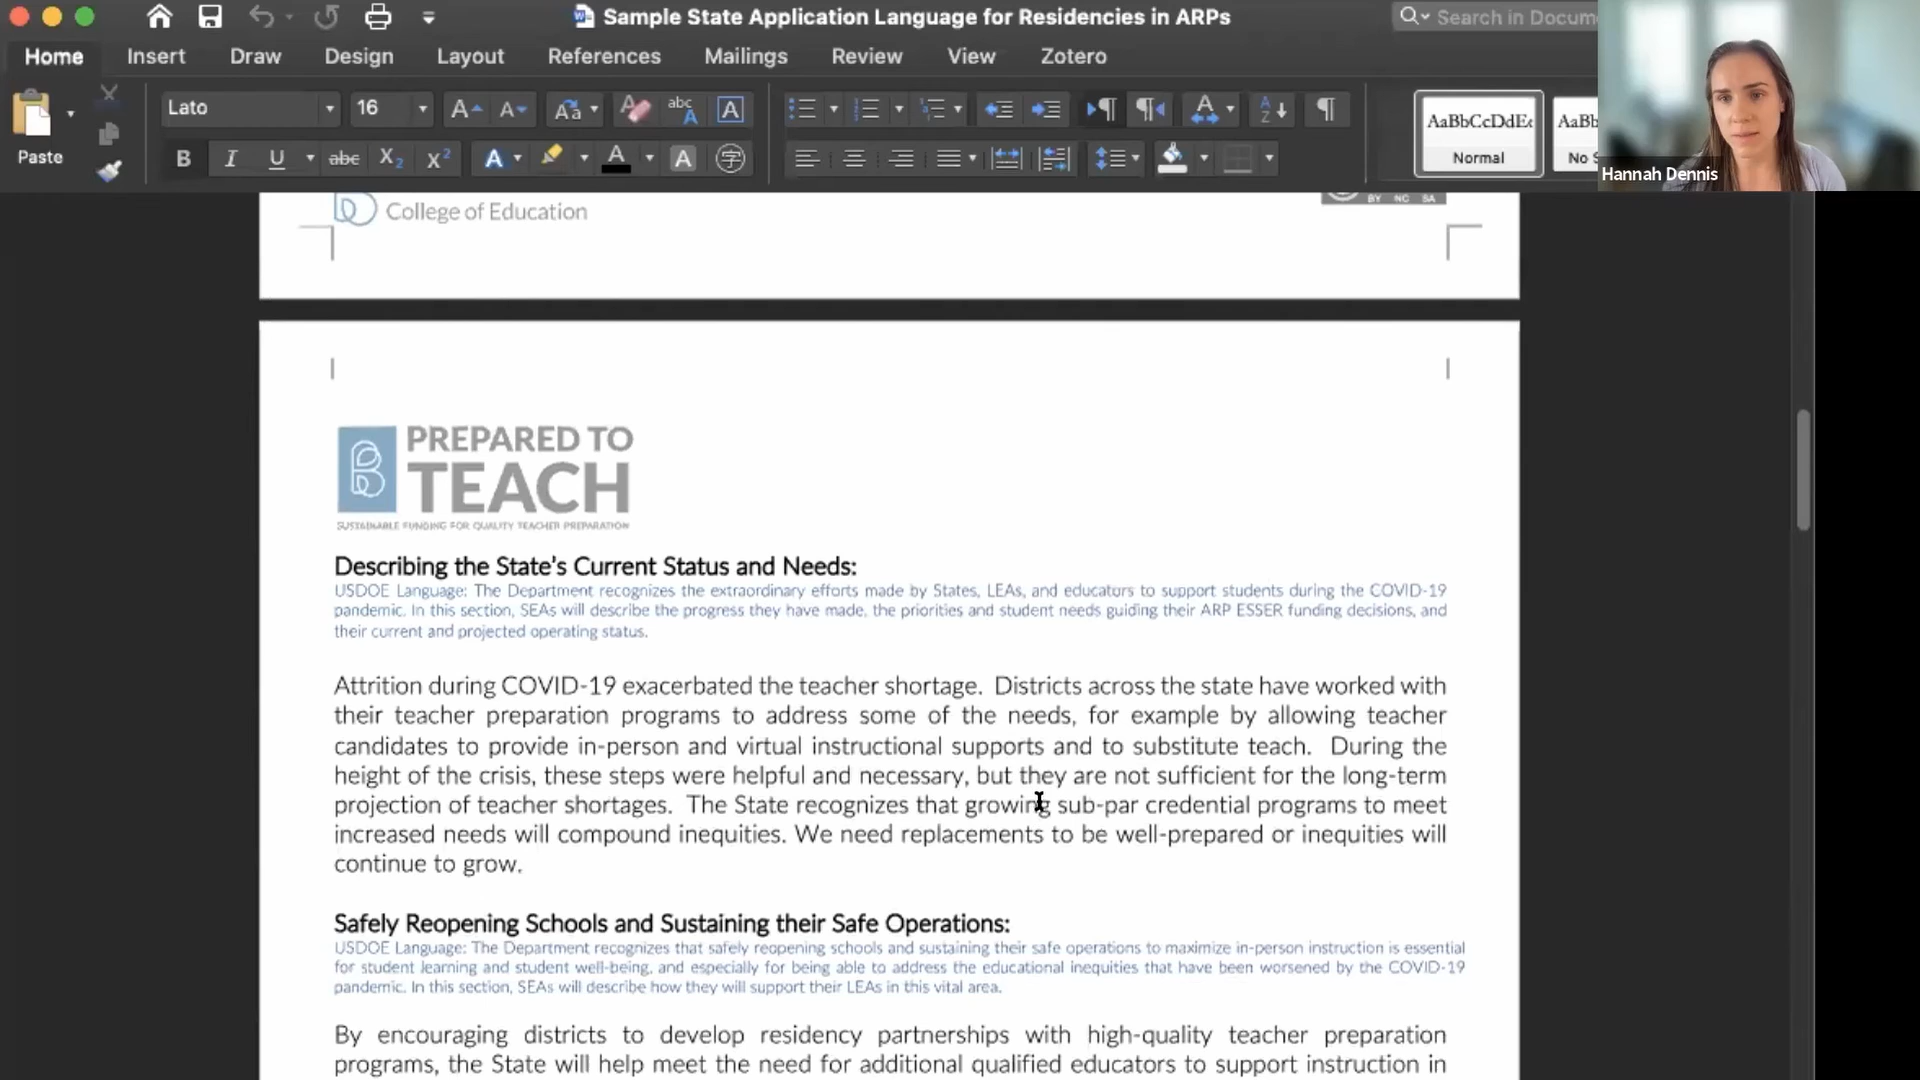 Sample State Application Language for Residencies in ARPs
Search in Docum
Home Insert Draw Design Layout References Mailings Review View Zotero
Paste
Lato 16
AaBbCcDdEe
Normal
AaBb
No S
Hannah Dennis
College of Education
BY NC SA
PREPARED TO
TEACH
SUSTAINABLE FUNDING FOR QUALITY TEACHER PREPARATION
Describing the State's Current Status and Needs:
USDOE Language: The Department recognizes the extraordinary efforts made by States, LEAs, and educators to support students during the COVID-19
pandemic. In this section, SEAs will describe the progress they have made, the priorities and student needs guiding their ARP ESSER funding decisions, and
their current and projected operating status.
Attrition during COVID-19 exacerbated the teacher shortage. Districts across the state have worked with
their teacher preparation programs to address some of the needs, for example by allowing teacher
candidates to provide in-person and virtual instructional supports and to substitute teach. During the
height of the crisis, these steps were helpful and necessary, but they are not sufficient for the long-term
projection of teacher shortages. The State recognizes that growing sub-par credential programs to meet
increased needs will compound inequities. We need replacements to be well-prepared or inequities will
continue to grow.
Safely Reopening Schools and Sustaining their Safe Operations:
USDOE Language: The Department recognizes that safely reopening schools and sustaining their safe operations to maximize in-person instruction is essential
for student learning and student well-being, and especially for being able to address the educational inequities that have been worsened by the COVID-19
pandemic. In this section, SEAs will describe how they will support their LEAs in this vital area.
By encouraging districts to develop residency partnerships with high-quality teacher preparation
programs, the State will help meet the need for additional qualified educators to support instruction in